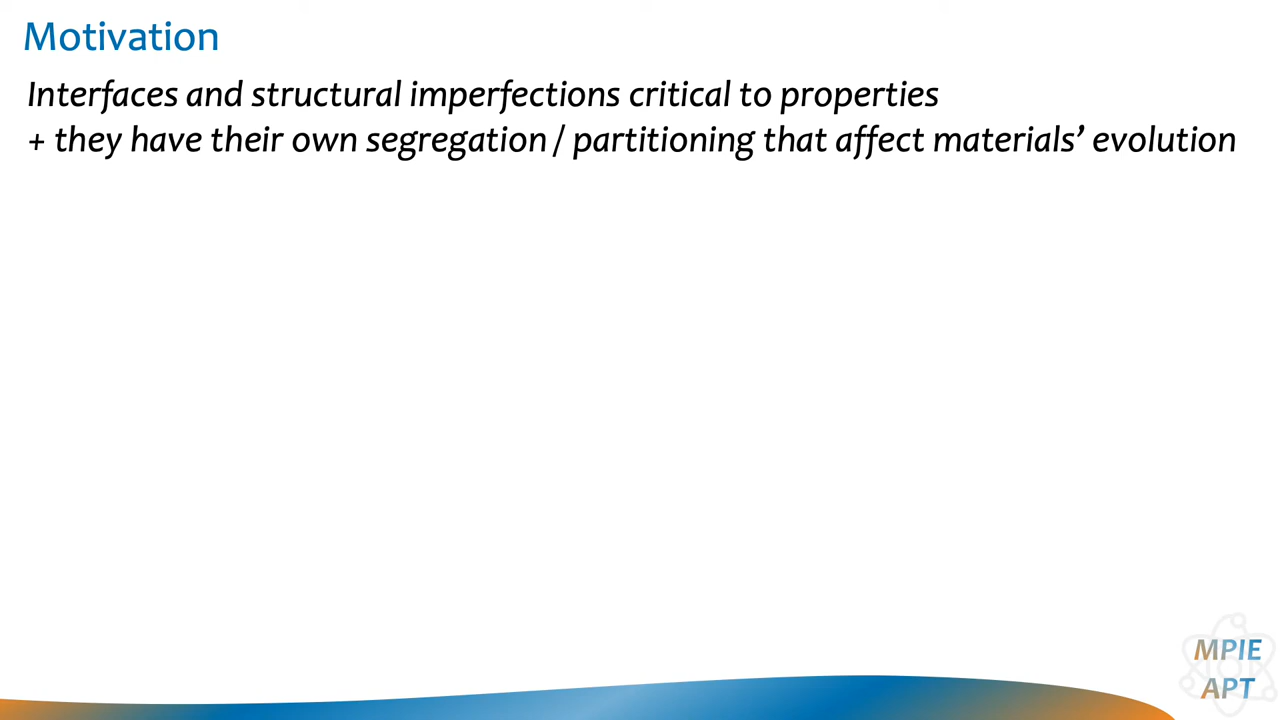 Motivation
Interfaces and structural imperfections critical to properties
+ they have their own segregation / partitioning that affect materials’ evolution
MPIE
APT